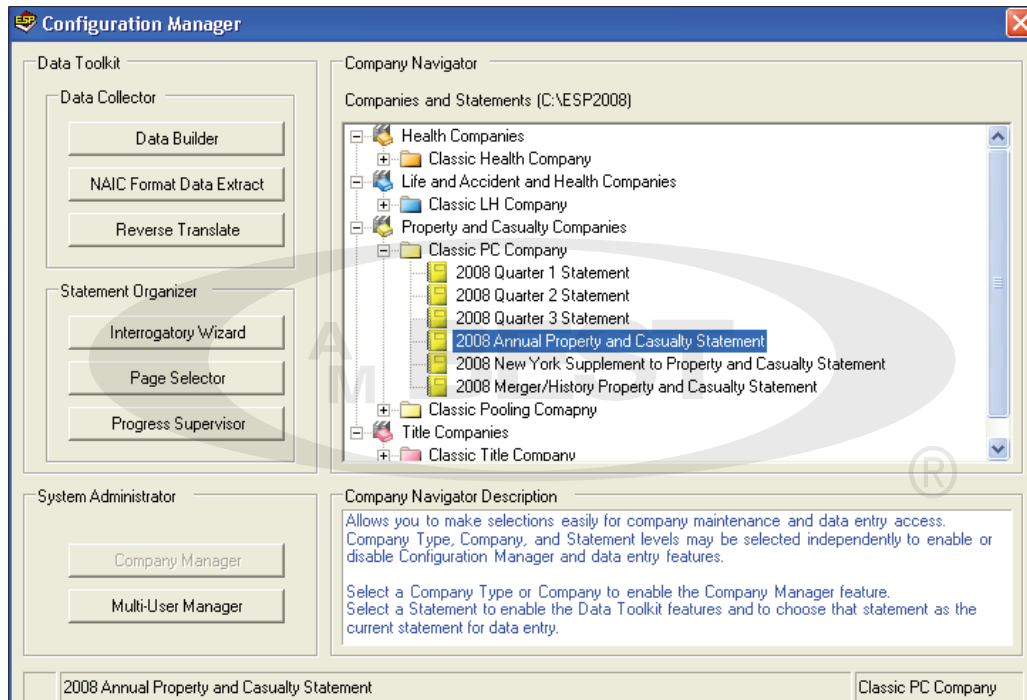 ESP Configuration Manager
Data Toolkit
Data Collector
Data Builder
NAIC Format Data Extract
Reverse Translate
Statement Organizer
Interrogatory Wizard
Page Selector
Progress Supervisor
System Administrator
Company Manager
Multi-User Manager
Company Navigator
Companies and Statements (C:\ESP2008)
Health Companies
Classic Health Company
Life and Accident and Health Companies
Classic LH Company
Property and Casualty Companies
Classic PC Company
2008 Quarter 1 Statement
2008 Quarter 2 Statement
2008 Quarter 3 Statement
2008 Annual Property and Casualty Statement
2008 New York Supplement to Property and Casualty Statement
2008 Merger/History Property and Casualty Statement
Classic Pooling Comapny
Title Companies
Classic Title Company
A M BEST ®
Company Navigator Description
Allows you to make selections easily for company maintenance and data entry access.
Company Type, Company, and Statement levels may be selected independently to enable or
disable Configuration Manager and data entry features.
Select a Company Type or Company to enable the Company Manager feature.
Select a Statement to enable the Data Toolkit features and to choose that statement as the
current statement for data entry.
2008 Annual Property and Casualty Statement
Classic PC Company